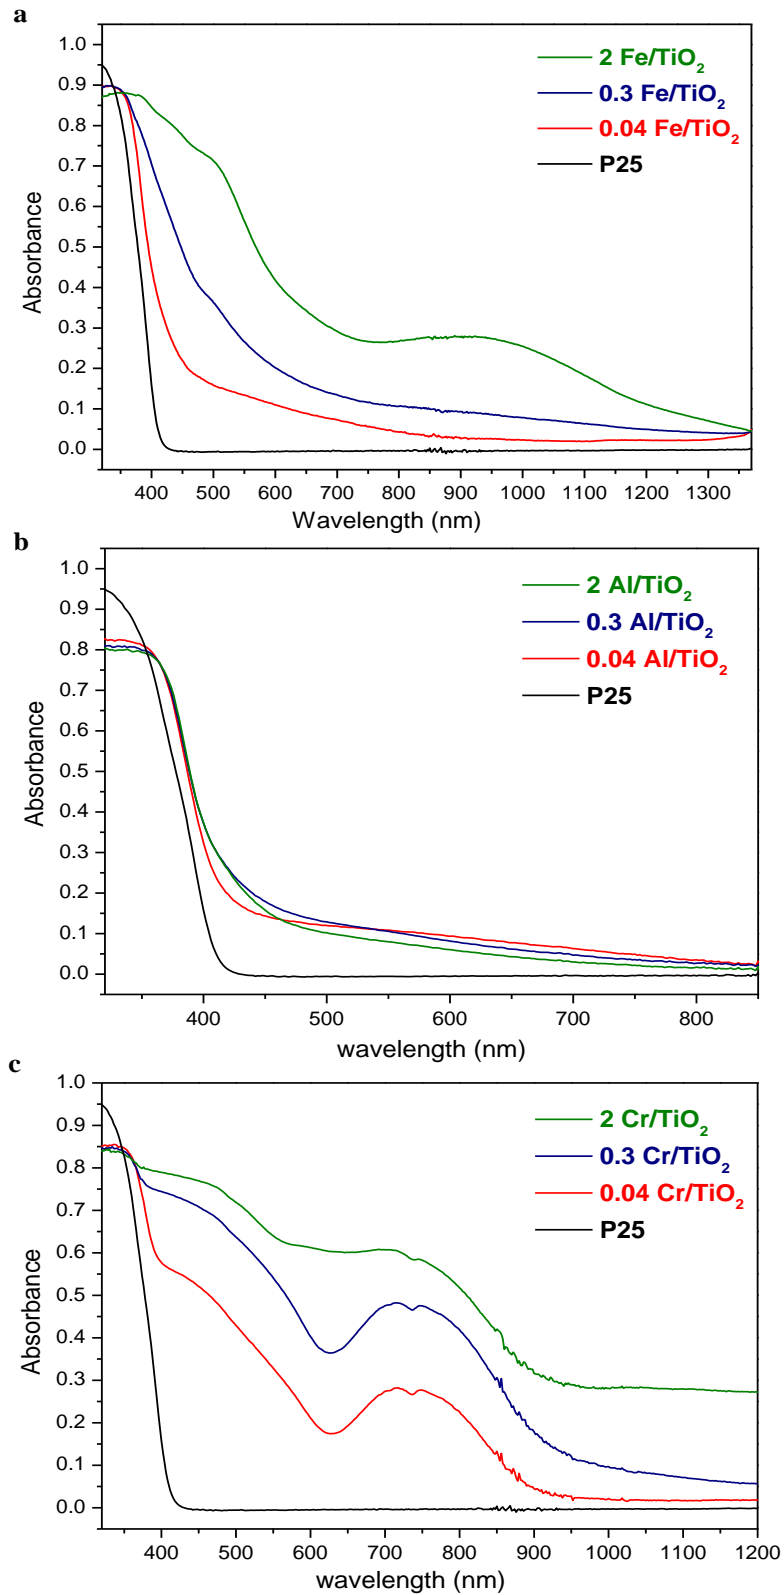 a
1.0
0.9
0.8
0.7
0.6
0.5
0.4
0.3
0.2
0.1
0.0
Absorbance
2 Fe/TiO₂
0.3 Fe/TiO₂
0.04 Fe/TiO₂
P25
400 500 600 700 800 900 1000 1100 1200 1300
Wavelength (nm)
b
1.0
0.9
0.8
0.7
0.6
0.5
0.4
0.3
0.2
0.1
0.0
Absorbance
2 Al/TiO₂
0.3 Al/TiO₂
0.04 Al/TiO₂
P25
400 500 600 700 800
wavelength (nm)
c
1.0
0.9
0.8
0.7
0.6
0.5
0.4
0.3
0.2
0.1
0.0
Absorbance
2 Cr/TiO₂
0.3 Cr/TiO₂
0.04 Cr/TiO₂
P25
400 500 600 700 800 900 1000 1100 1200
wavelength (nm)